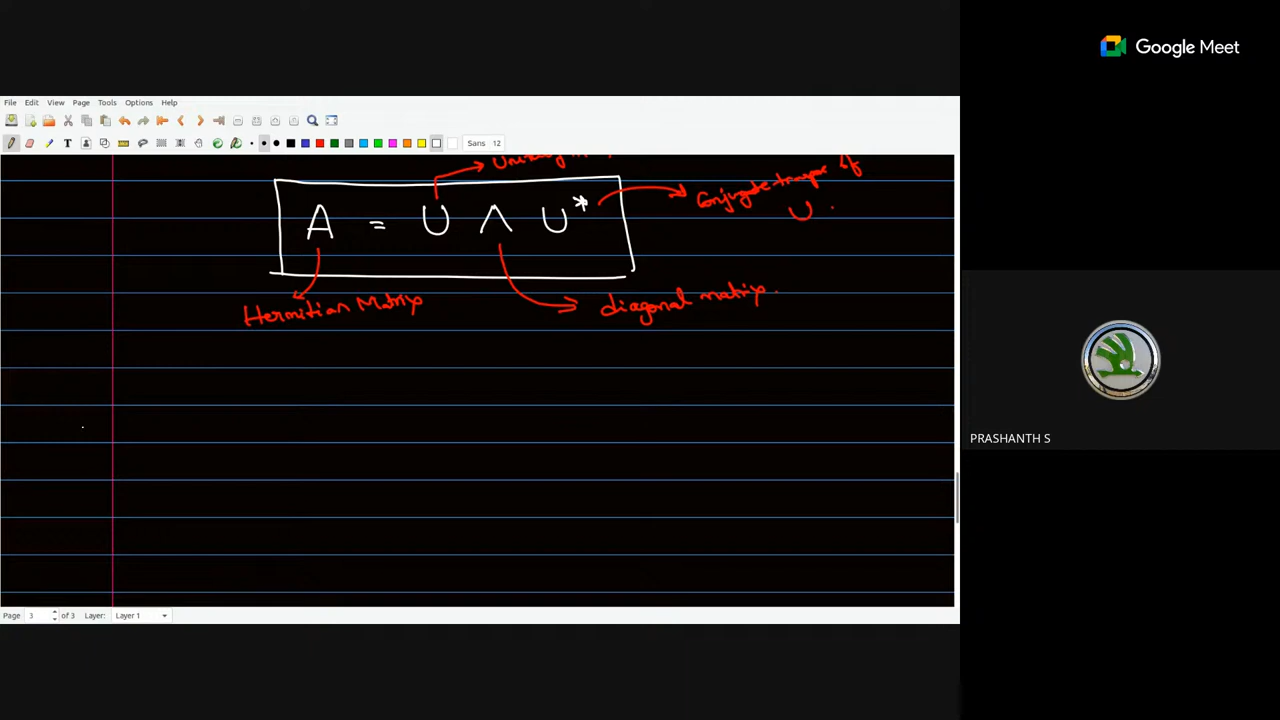 Google Meet
File Edit View Page Tools Options Help
Sans 12
A = U Λ U*
Conjugate of
U.
Hermitian Matrix
diagonal matrix.
PRASHANTH S
Page 3 of 3 Layer: Layer 1